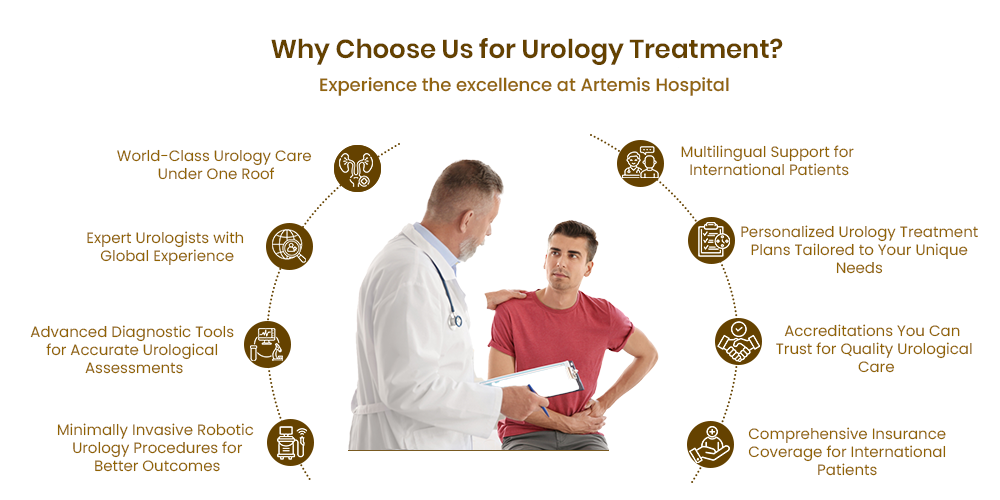 Why Choose Us for Urology Treatment?
Experience the excellence at Artemis Hospital
World-Class Urology Care
Under One Roof
Expert Urologists with
Global Experience
Advanced Diagnostic Tools
for Accurate Urological
Assessments
Minimally Invasive Robotic
Urology Procedures for
Better Outcomes
Multilingual Support for
International Patients
Personalized Urology Treatment
Plans Tailored to Your Unique
Needs
Accreditations You Can
Trust for Quality Urological
Care
Comprehensive Insurance
Coverage for International
Patients